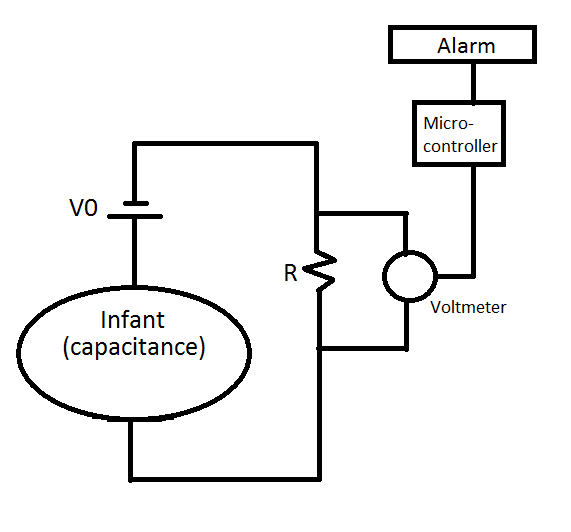 Alarm
Micro-
controller
V0
R
Infant
(capacitance)
Voltmeter